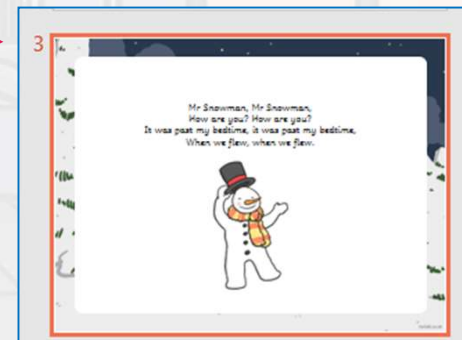 3
Mr Snowman, Mr Snowman,
How are you? How are you?
It was past my bedtime, it was past my bedtime,
When we flew, when we flew.